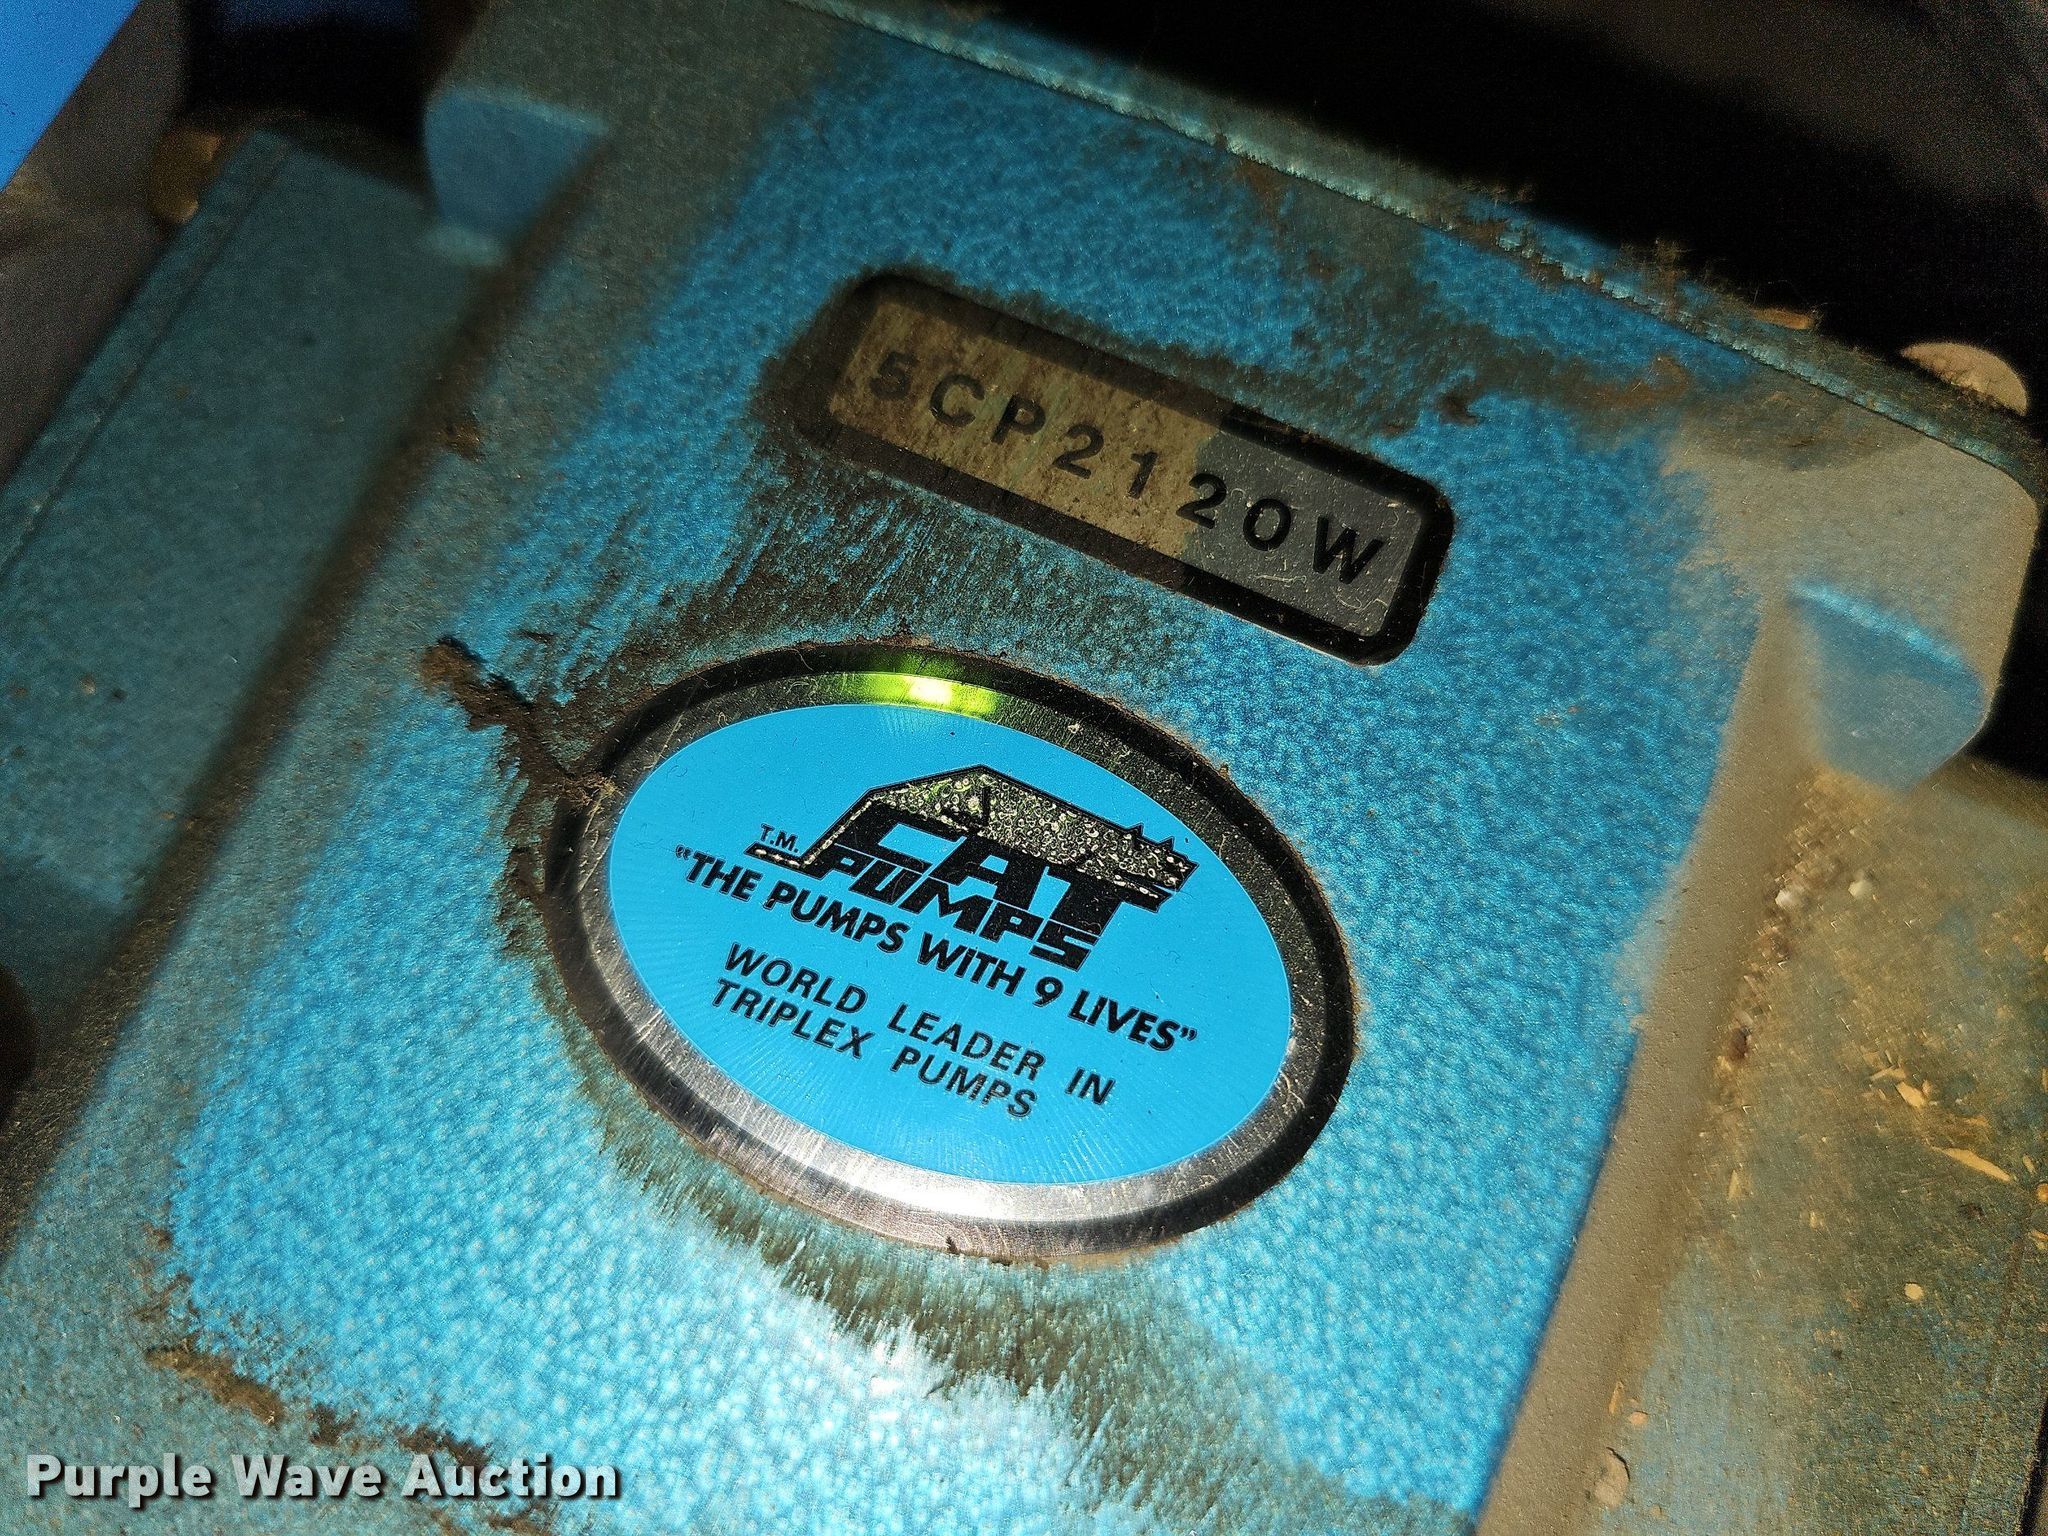 5CP2120W
T.M.
CAT
PUMPS
"THE PUMPS WITH 9 LIVES"
WORLD LEADER IN
TRIPLEX PUMPS
Purple Wave Auction